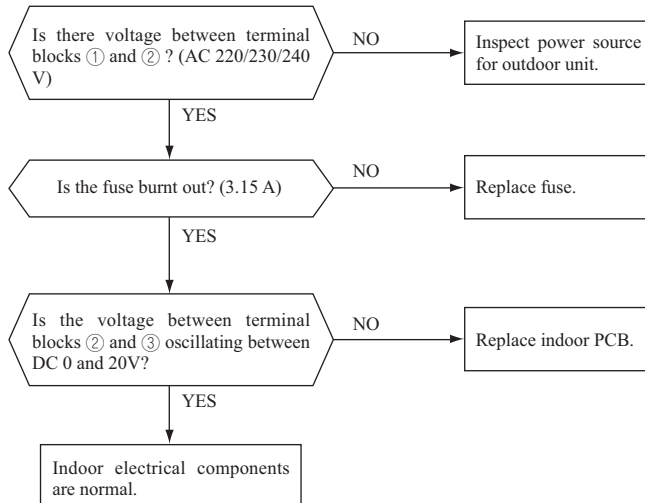 Is there voltage between terminal
blocks ① and ② ? (AC 220/230/240
V)
NO
Inspect power source
for outdoor unit.
YES
Is the fuse burnt out? (3.15 A)
NO
Replace fuse.
YES
Is the voltage between terminal
blocks ② and ③ oscillating between
DC 0 and 20V?
NO
Replace indoor PCB.
YES
Indoor electrical components
are normal.